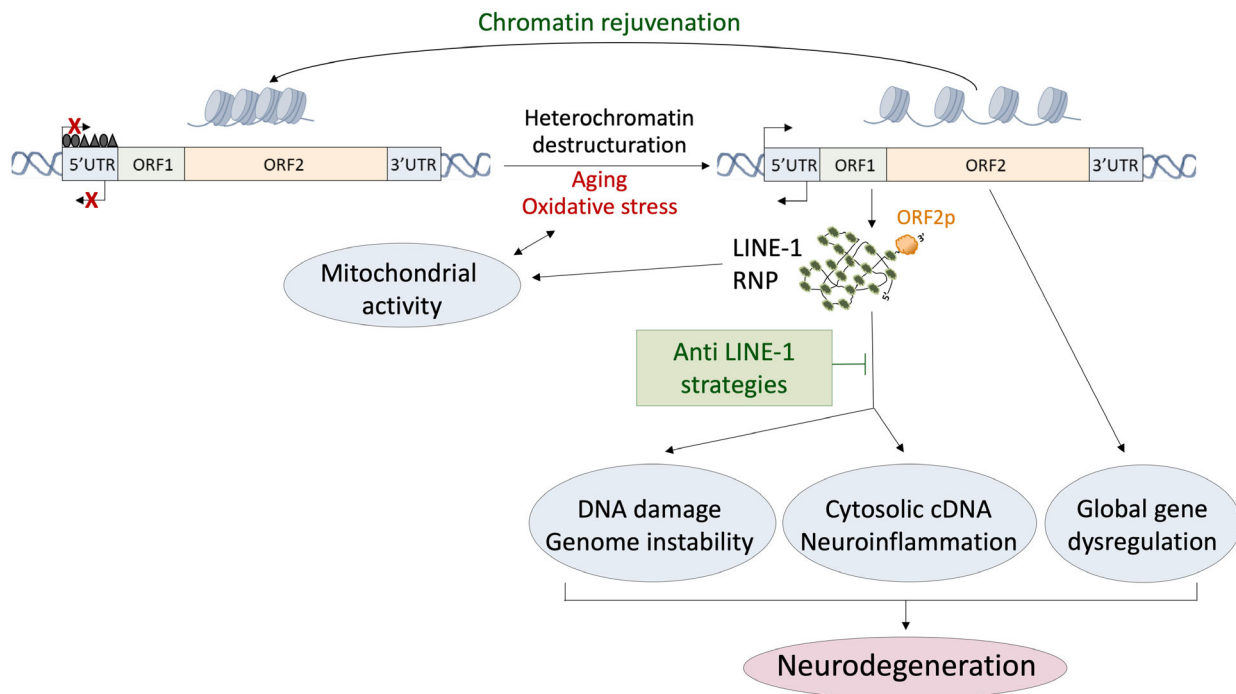 Chromatin rejuvenation
X
5'UTR
ORF1
ORF2
3'UTR
X
Heterochromatin
destructuration
Aging
Oxidative stress
5'UTR
ORF1
ORF2
3'UTR
Mitochondrial
activity
LINE-1
RNP
ORF2p
3'
5'
Anti LINE-1
strategies
DNA damage
Genome instability
Cytosolic cDNA
Neuroinflammation
Global gene
dysregulation
Neurodegeneration